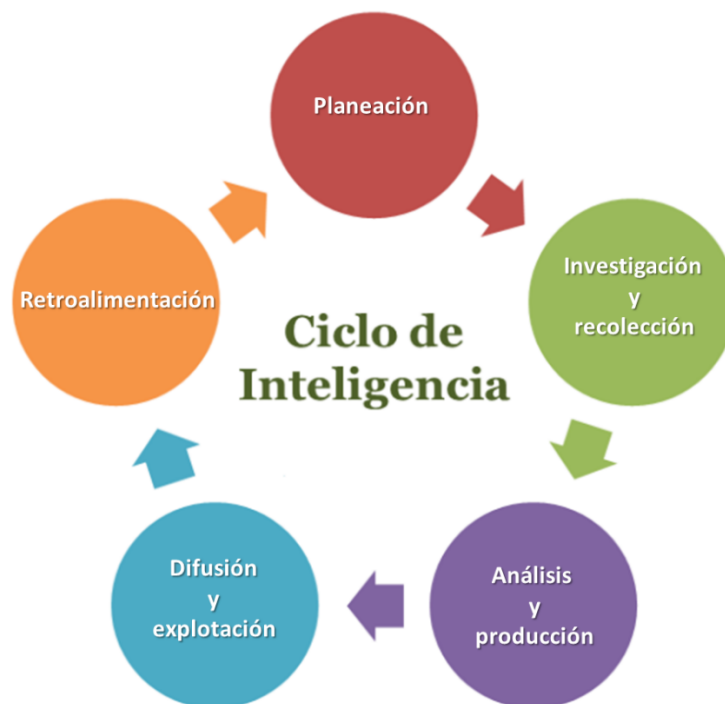 Planeación
Investigación
y
recolección
Análisis
y
producción
Difusión
y
explotación
Retroalimentación
Ciclo de
Inteligencia